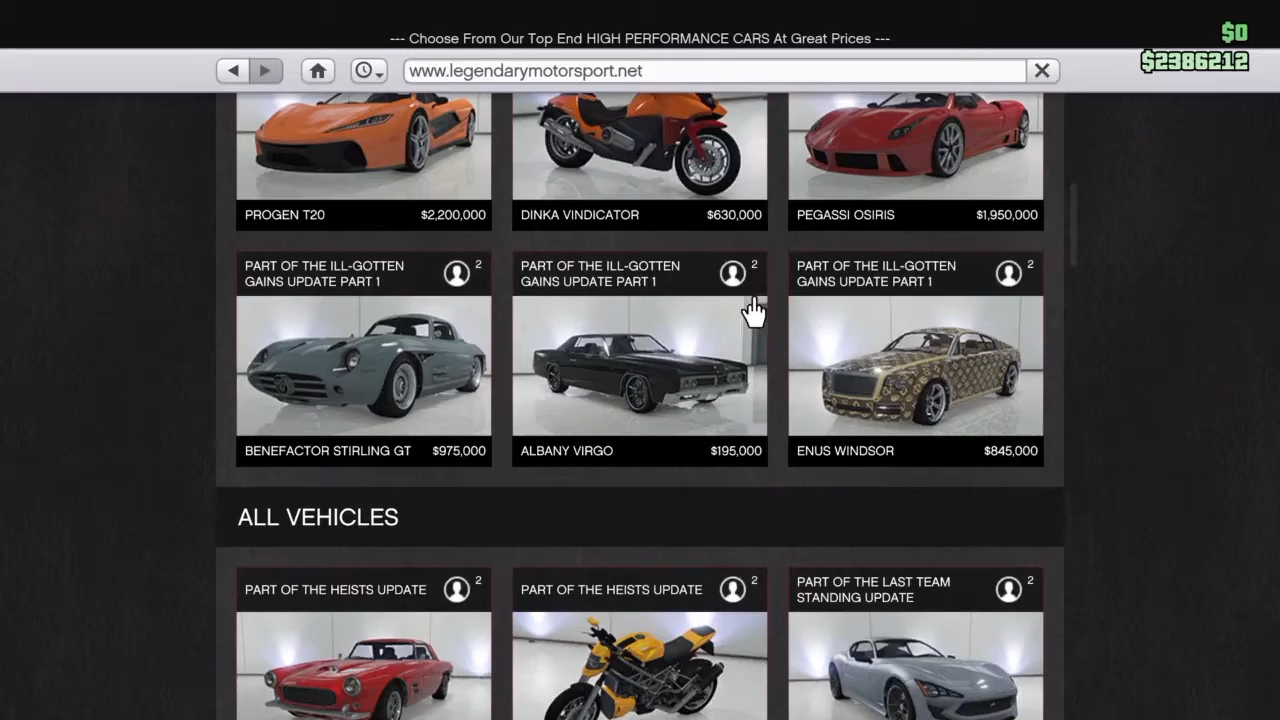 --- Choose From Our Top End HIGH PERFORMANCE CARS At Great Prices ---
$0
www.legendarymotorsport.net
$2386212
PROGEN T20 $2,200,000
DINKA VINDICATOR $630,000
PEGASSI OSIRIS $1,950,000
PART OF THE ILL-GOTTEN
GAINS UPDATE PART 1
2
PART OF THE ILL-GOTTEN
GAINS UPDATE PART 1
2
PART OF THE ILL-GOTTEN
GAINS UPDATE PART 1
2
BENEFACTOR STIRLING GT $975,000
ALBANY VIRGO $195,000
ENUS WINDSOR $845,000
ALL VEHICLES
PART OF THE HEISTS UPDATE 2
PART OF THE HEISTS UPDATE 2
PART OF THE LAST TEAM
STANDING UPDATE
2